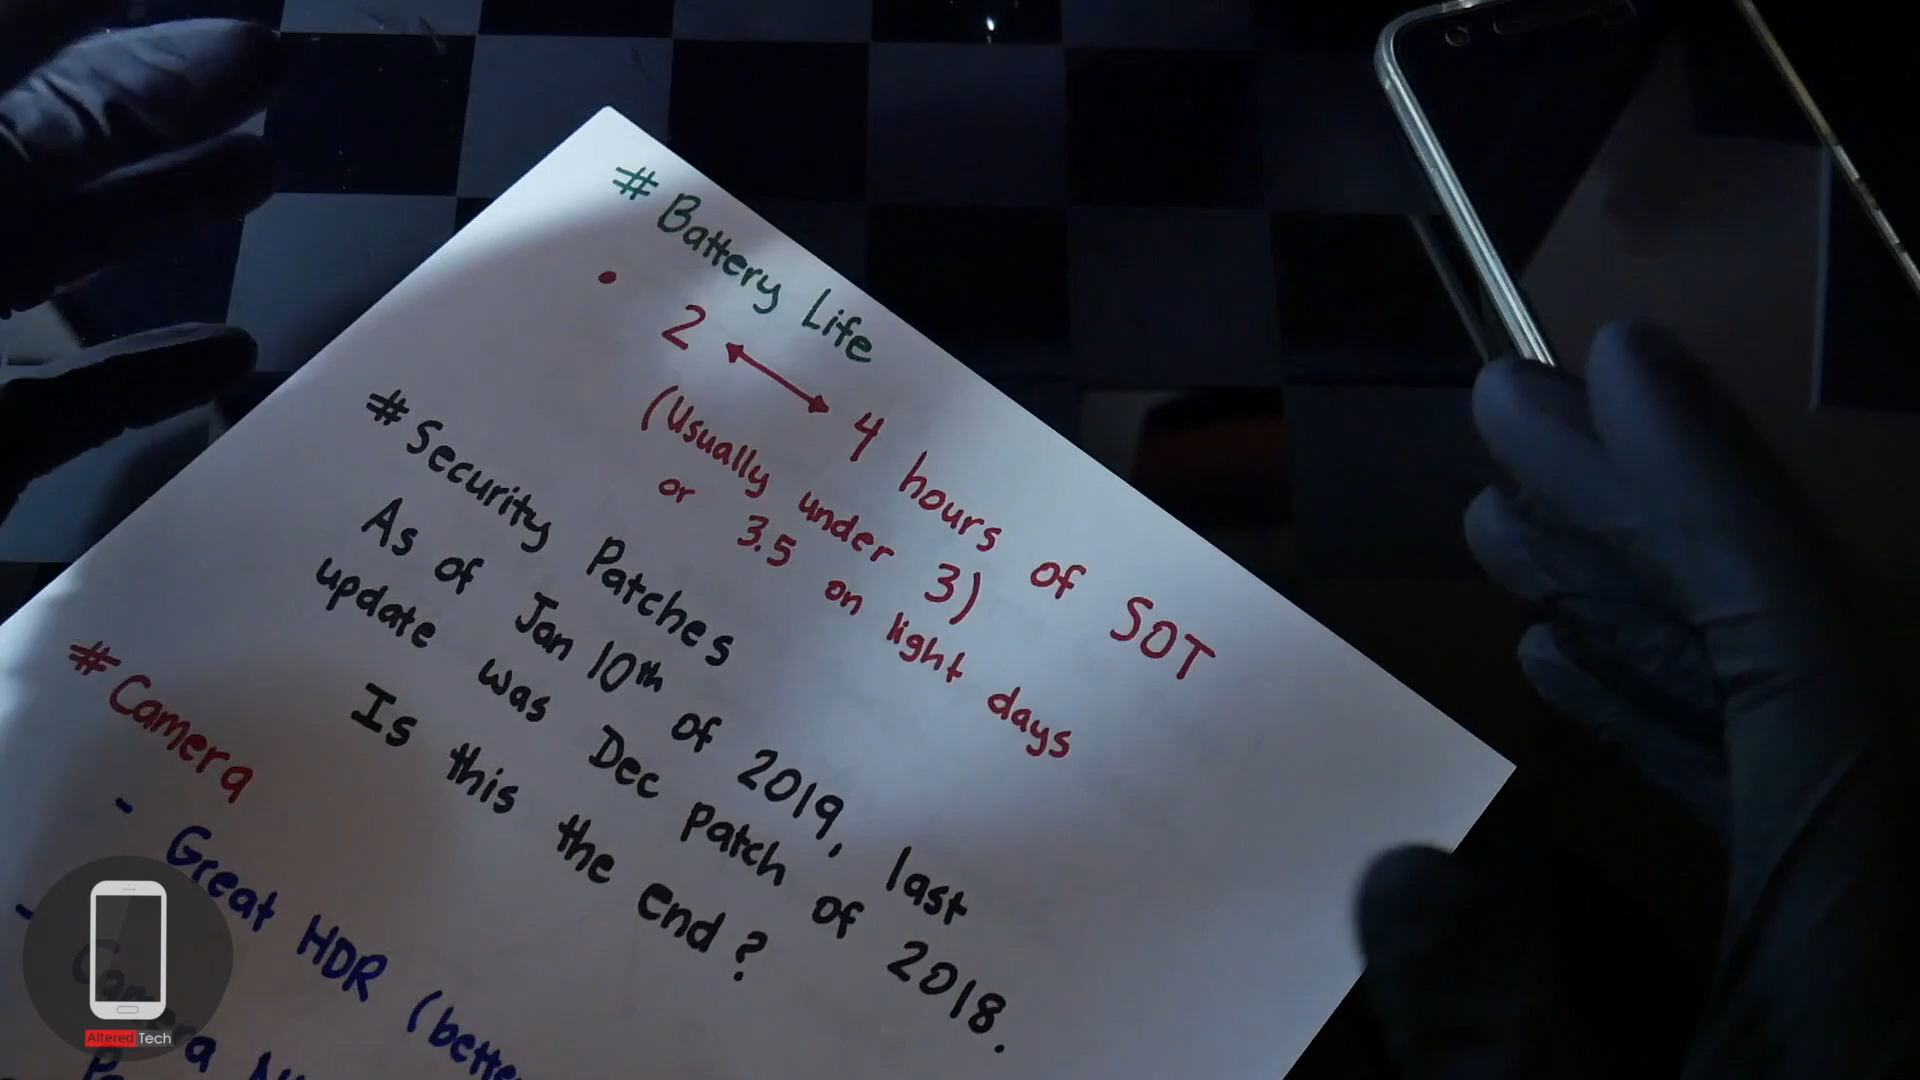 # Battery Life
• 2 ↔ 4 hours of SOT
(Usually under 3)
or 3.5 on light days
# Security Patches
As of Jan 10th of 2019, last
update was Dec patch of 2018.
Is this the end?
# Camera
- Great HDR (better
- Camera
Altered Tech